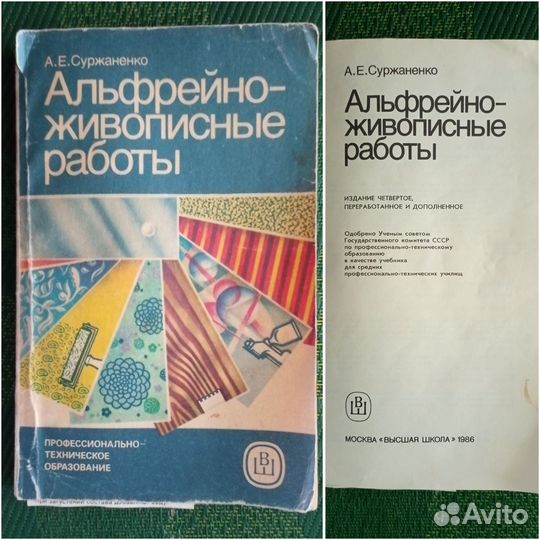 А.Е.Суржаненко
Альфрейно-
живописные
работы
ПРОФЕССИОНАЛЬНО-
ТЕХНИЧЕСКОЕ
ОБРАЗОВАНИЕ
ВШ
А.Е.Суржаненко
Альфрейно-
живописные
работы
ИЗДАНИЕ ЧЕТВЕРТОЕ,
ПЕРЕРАБОТАННОЕ И ДОПОЛНЕННОЕ
Одобрено Ученым советом
Государственного комитета СССР
по профессионально-техническому
образованию
в качестве учебника
для средних
профессионально-технических училищ
ВШ
МОСКВА «ВЫСШАЯ ШКОЛА» 1986
Avito